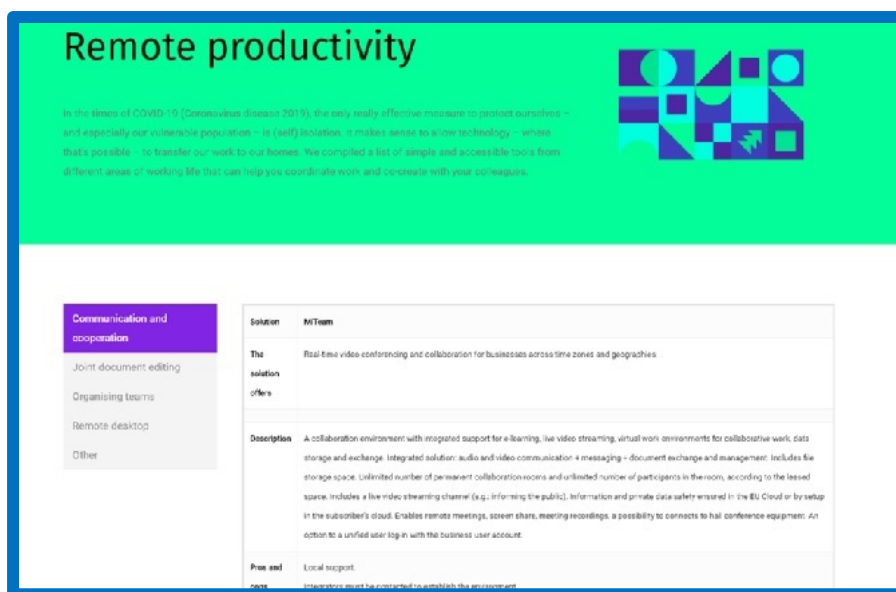 Remote productivity
In the times of COVID-19 (Coronavirus disease 2019), the only really effective measure to protect ourselves –
and especially our vulnerable population – is (self) isolation. It makes sense to allow technology – where
that's possible – to transfer our work to our homes. We compiled a list of simple and accessible tools from
different areas of working life that can help you coordinate work and co-create with your colleagues.
Communication and
cooperation
Joint document editing
Organising teams
Remote desktop
Other
Solution MiTeam
The
solution
offers
Real-time video conferencing and collaboration for businesses across time zones and geographies
Description
A collaboration environment with integrated support for e-learning, live video streaming, virtual work environments for collaborative work, data
storage and exchange. Integrated solution: audio and video communication + messaging + document exchange and management. Includes file
storage space. Unlimited number of permanent collaboration rooms and unlimited number of participants in the room, according to the leased
space. Includes a live video streaming channel (e.g.: informing the public). Information and private data safety ensured in the EU Cloud or by setup
in the subscriber's cloud. Enables remote meetings, screen share, meeting recordings, a possibility to connects to hall conference equipment. An
option to a unified user log-in with the business user account.
Pros and
cons
Local support.
Integrators must be contacted to establish the environment.